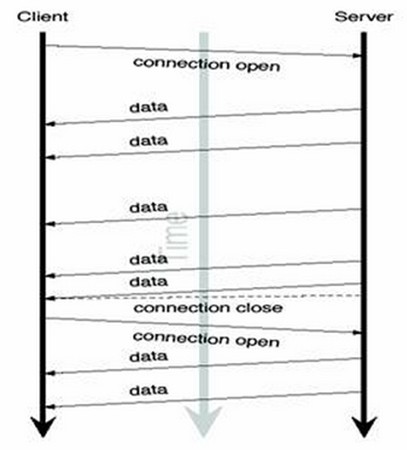 Client
Server
connection open
data
data
data
Time
data
data
connection close
connection open
data
data